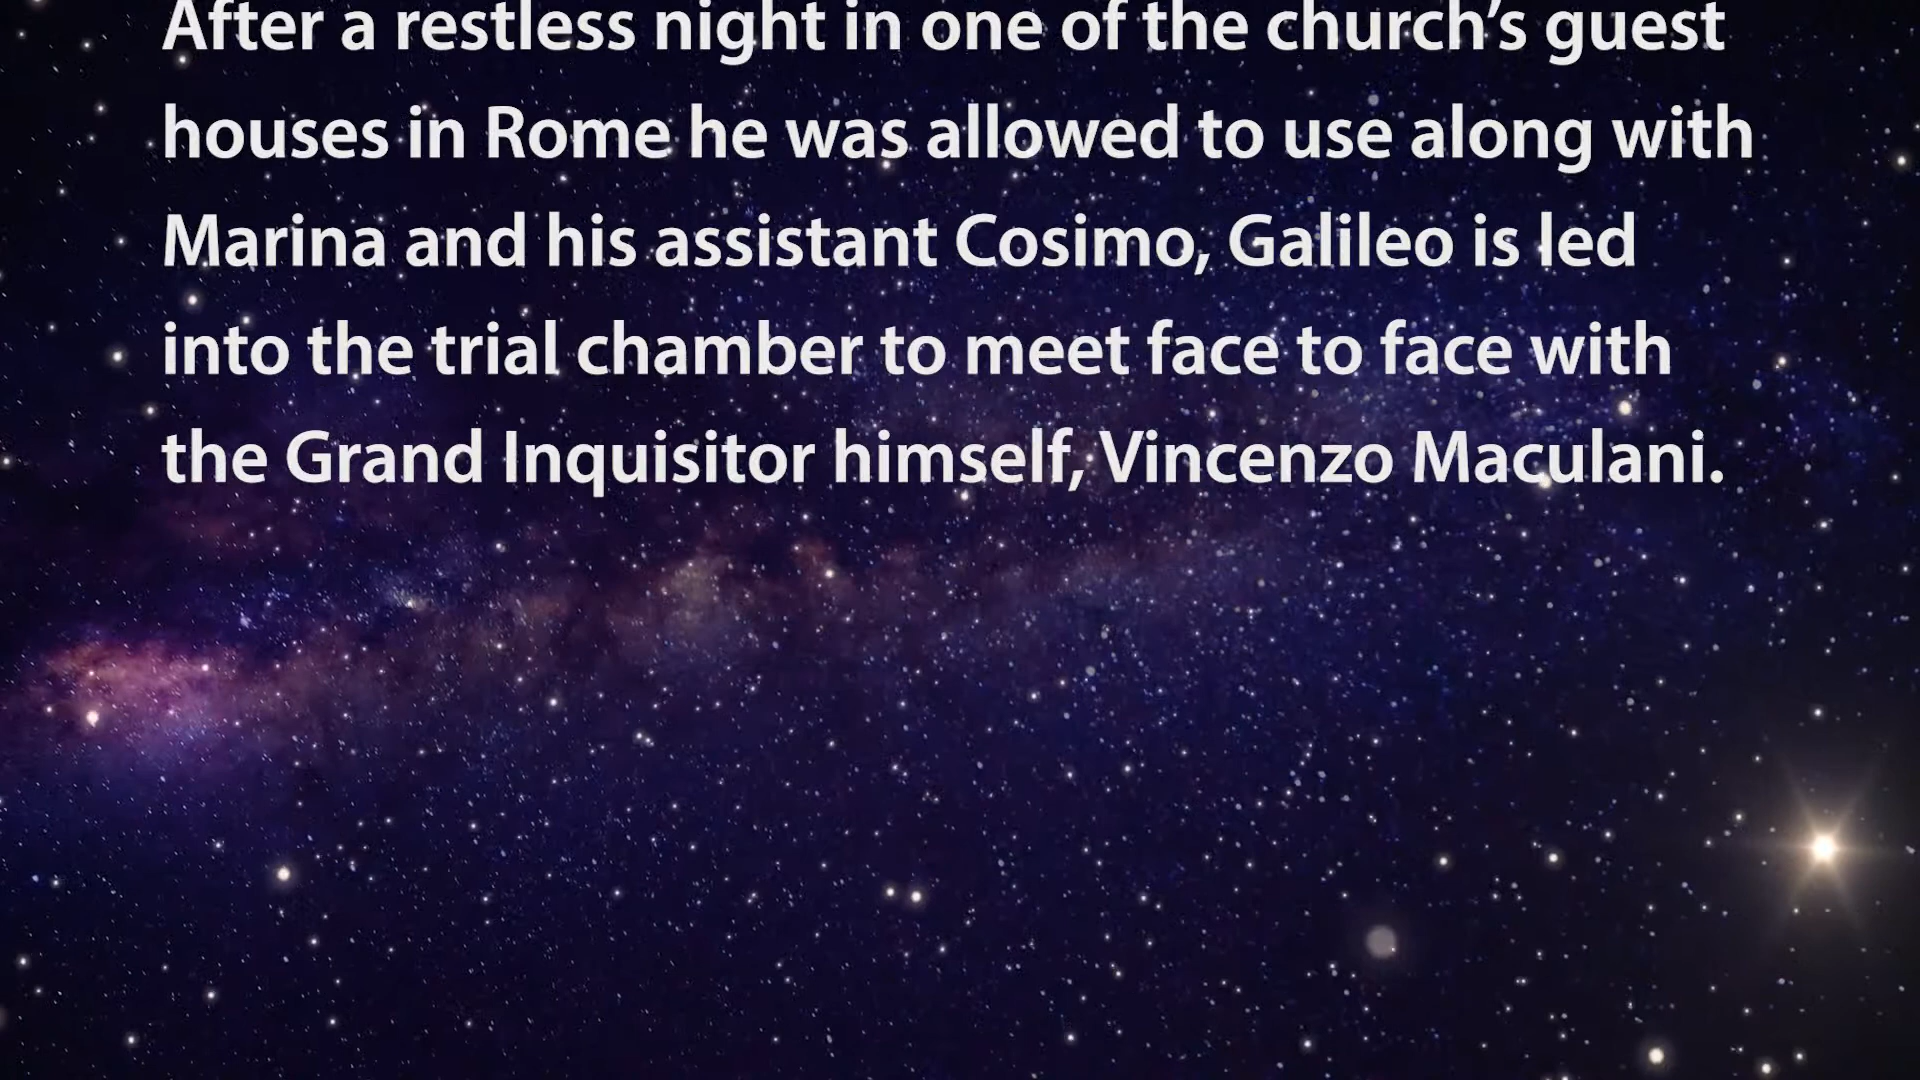 After a restless night in one of the church’s guest
houses in Rome he was allowed to use along with
Marina and his assistant Cosimo, Galileo is led
into the trial chamber to meet face to face with
the Grand Inquisitor himself, Vincenzo Maculani.